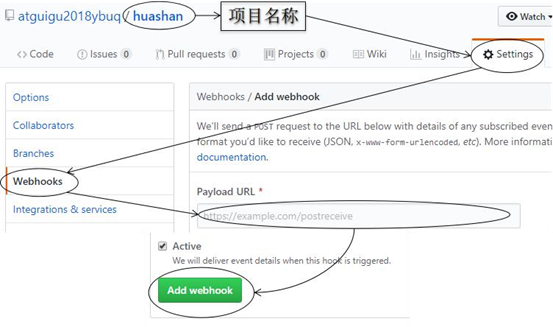 atguigu2018ybuq / huashan
项目名称
Watch
Code
Issues 0
Pull requests 0
Projects 0
Wiki
Insights
Settings
Options
Collaborators
Branches
Webhooks
Integrations & services
Webhooks / Add webhook
We'll send a POST request to the URL below with details of any subscribed eve
format you'd like to receive (JSON, x-www-form-urlencoded, etc). More informati
documentation.
Payload URL *
https://example.com/postreceive
Active
We will deliver event details when this hook is triggered.
Add webhook